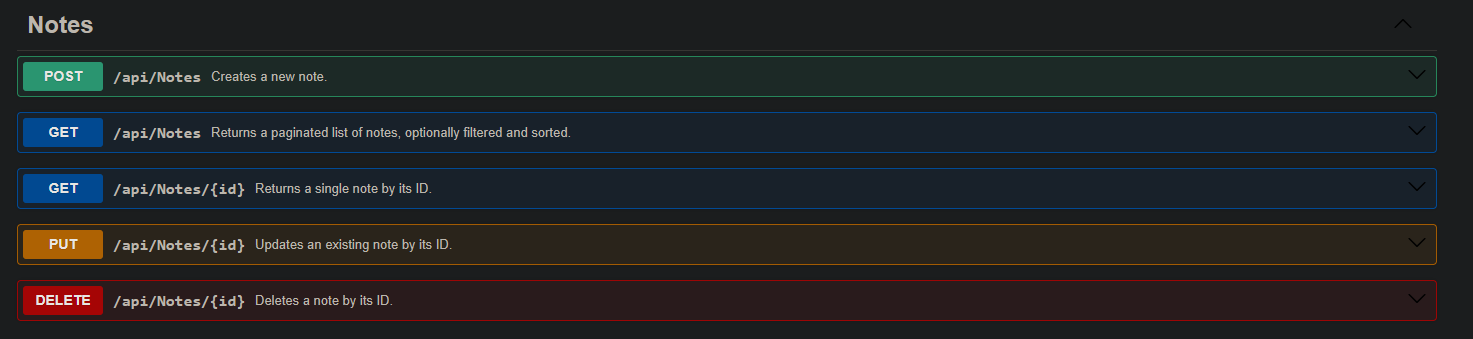 Notes
POST /api/Notes Creates a new note.
GET /api/Notes Returns a paginated list of notes, optionally filtered and sorted.
GET /api/Notes/{id} Returns a single note by its ID.
PUT /api/Notes/{id} Updates an existing note by its ID.
DELETE /api/Notes/{id} Deletes a note by its ID.